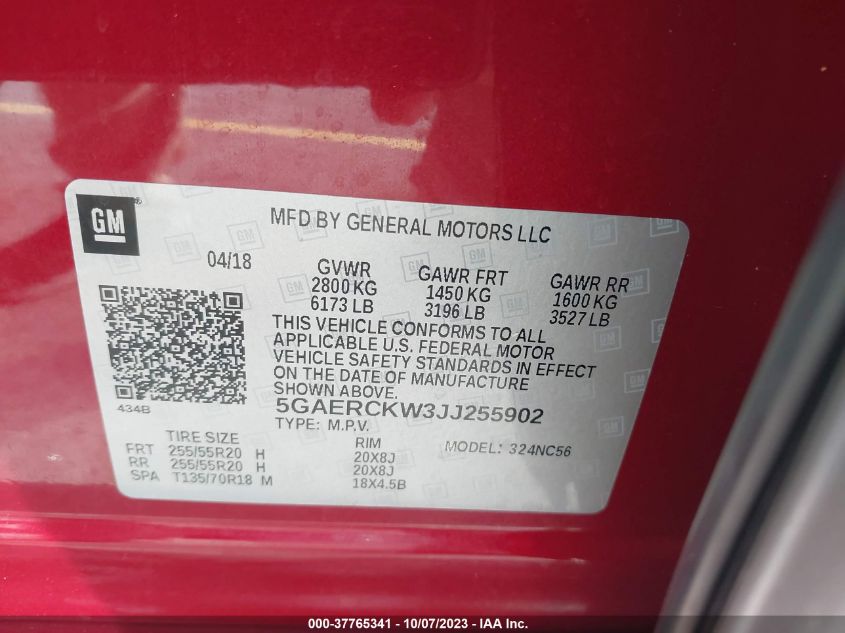 GM
MFD BY GENERAL MOTORS LLC
04/18
GVWR GAWR FRT GAWR RR
2800 KG 1450 KG 1600 KG
6173 LB 3196 LB 3527 LB
THIS VEHICLE CONFORMS TO ALL
APPLICABLE U.S. FEDERAL MOTOR
VEHICLE SAFETY STANDARDS IN EFFECT
ON THE DATE OF MANUFACTURE
SHOWN ABOVE.
434B
5GAERCKW3JJ255902
TYPE: M.P.V. MODEL: 324NC56
TIRE SIZE RIM
FRT 255/55R20 H 20X8J
RR 255/55R20 H 20X8J
SPA T135/70R18 M 18X4.5B
000-37765341 - 10/07/2023 - IAA Inc.